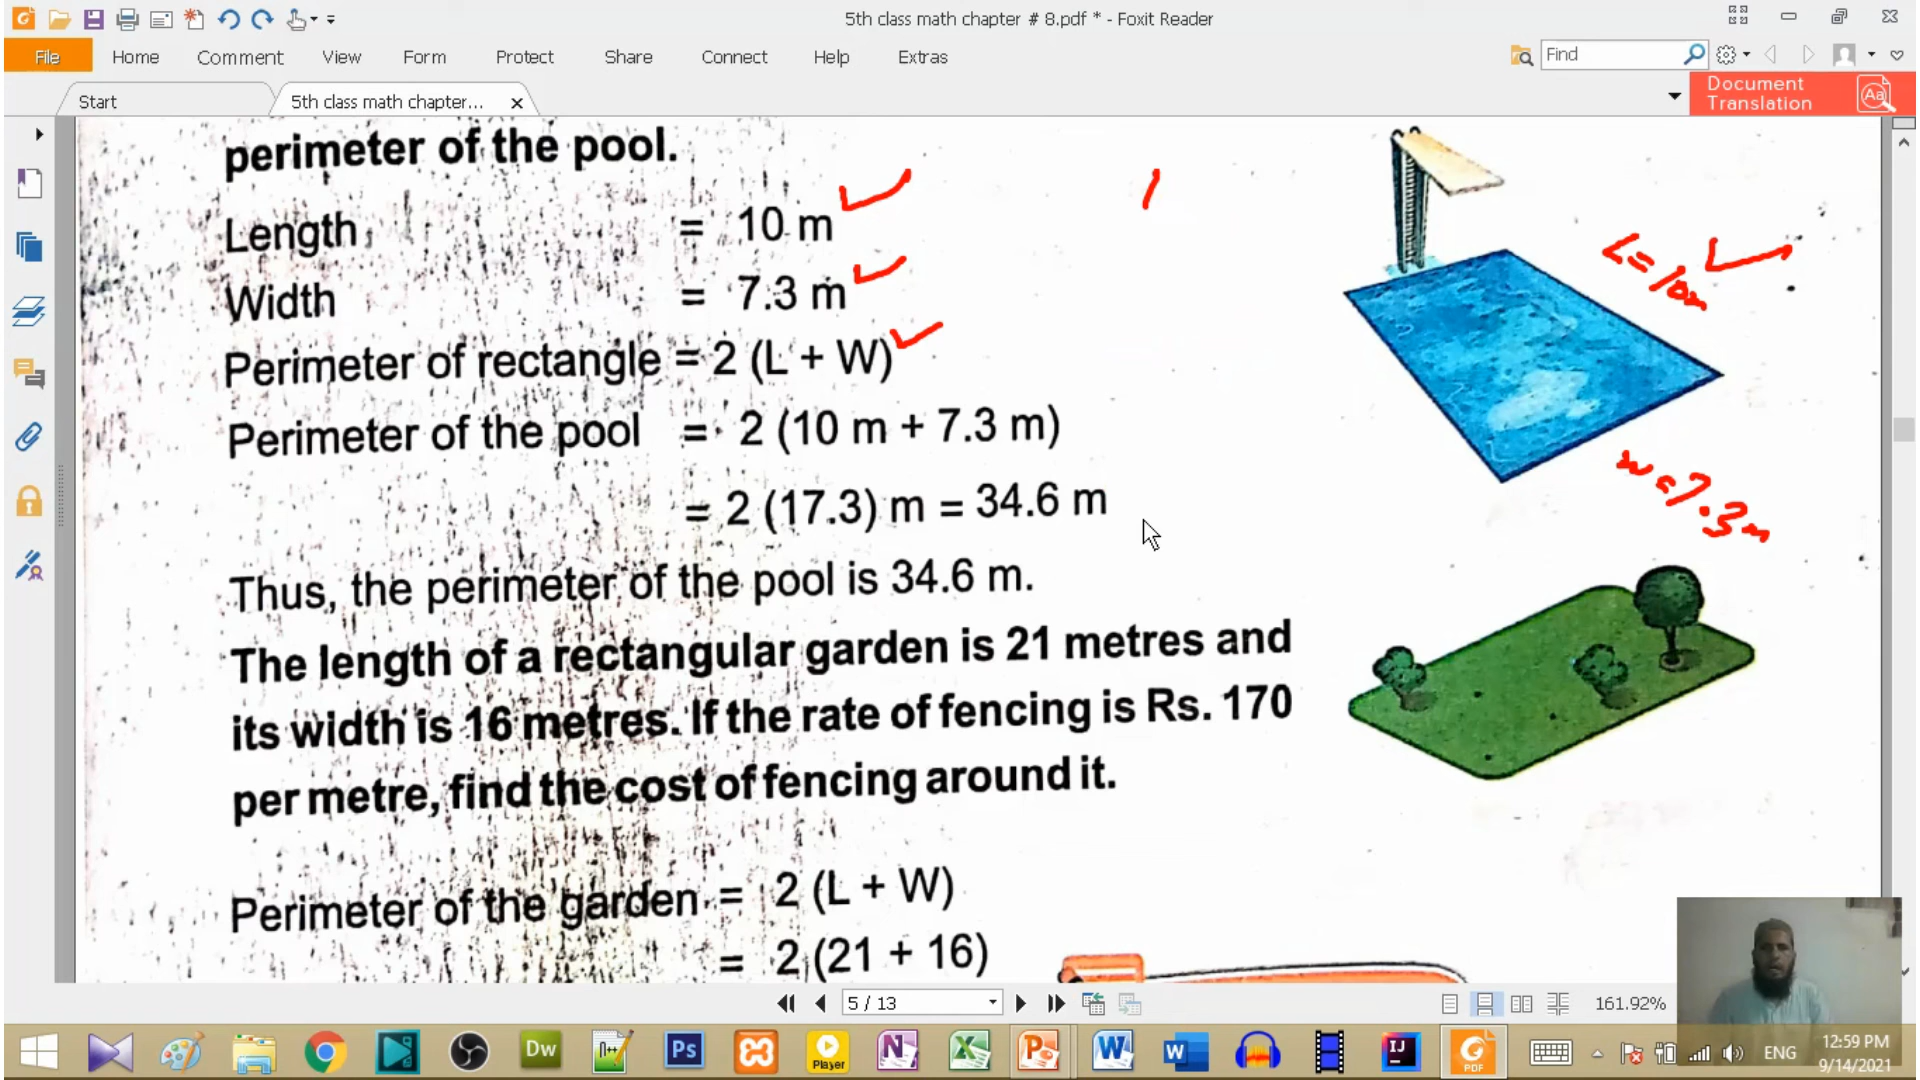 5th class math chapter # 8.pdf * - Foxit Reader
File Home Comment View Form Protect Share Connect Help Extras
Find
Start
5th class math chapter...
Document
Translation
perimeter of the pool.
Length = 10 m
Width = 7.3 m
Perimeter of rectangle = 2 (L + W)
Perimeter of the pool = 2 (10 m + 7.3 m)
= 2 (17.3) m = 34.6 m
Thus, the perimeter of the pool is 34.6 m.
L=10m
w=7.3m
The length of a rectangular garden is 21 metres and
its width is 16 metres. If the rate of fencing is Rs. 170
per metre, find the cost of fencing around it.
Perimeter of the garden = 2 (L + W)
= 2 (21 + 16)
5 / 13
161.92%
Dw
n++
Ps
Player
N
X
P
W
W
IJ
PDF
ENG
12:59 PM
9/14/2021